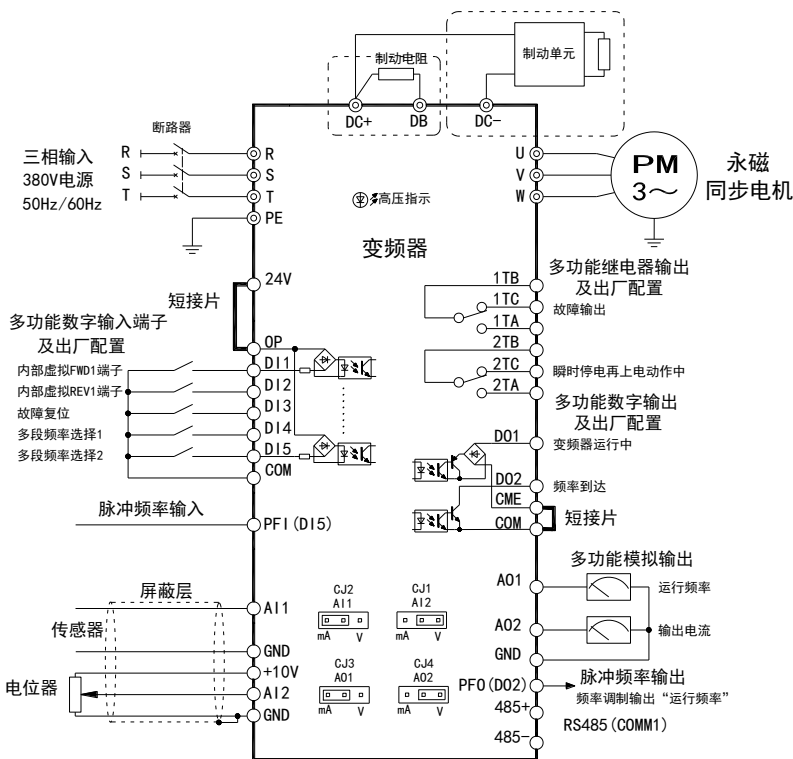 制动电阻
制动单元
DC+
DB
DC-
断路器
三相输入
380V电源
50Hz/60Hz
R
S
T
R
S
T
PE
高压指示
变频器
U
V
W
PM
3～
永磁
同步电机
24V
短接片
OP
多功能数字输入端子
及出厂配置
内部虚拟FWD1端子
内部虚拟REV1端子
故障复位
多段频率选择1
多段频率选择2
DI1
DI2
DI3
DI4
DI5
COM
脉冲频率输入
PFI(DI5)
屏蔽层
传感器
电位器
AI1
GND
+10V
AI2
GND
CJ2
AI1
mA V
CJ1
AI2
mA V
CJ3
AO1
mA V
CJ4
AO2
mA V
1TB
1TC
1TA
2TB
2TC
2TA
多功能继电器输出
及出厂配置
故障输出
瞬时停电再上电动作中
多功能数字输出
及出厂配置
DO1
变频器运行中
DO2
频率到达
CME
COM
短接片
多功能模拟输出
AO1
运行频率
AO2
输出电流
GND
PFO(DO2)
脉冲频率输出
频率调制输出“运行频率”
485+
RS485(COMM1)
485-